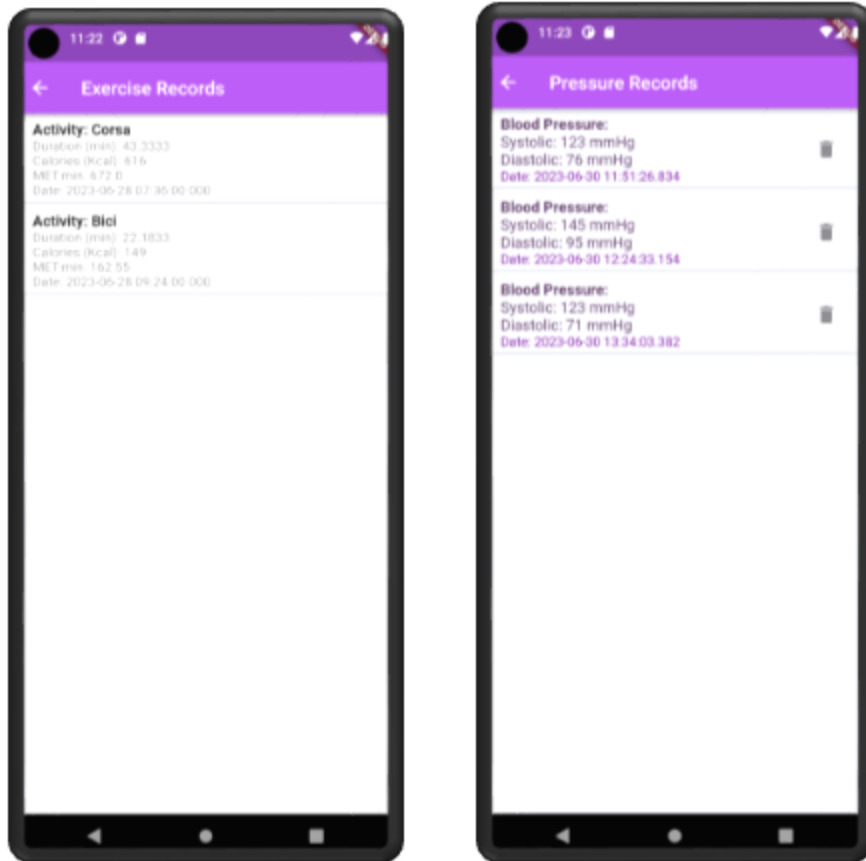 11:22
Exercise Records
Activity: Corsa
Duration (min): 43.3333
Calories (Kcal): 616
MET min: 672.0
Date: 2023-06-28 07:36:00.000
Activity: Bici
Duration (min): 22.1833
Calories (Kcal): 149
MET min: 162.55
Date: 2023-06-28 09:24:00.000
11:23
Pressure Records
Blood Pressure:
Systolic: 123 mmHg
Diastolic: 76 mmHg
Date: 2023-06-30 11:51:26.834
Blood Pressure:
Systolic: 145 mmHg
Diastolic: 95 mmHg
Date: 2023-06-30 12:24:33.154
Blood Pressure:
Systolic: 123 mmHg
Diastolic: 71 mmHg
Date: 2023-06-30 13:34:03.382